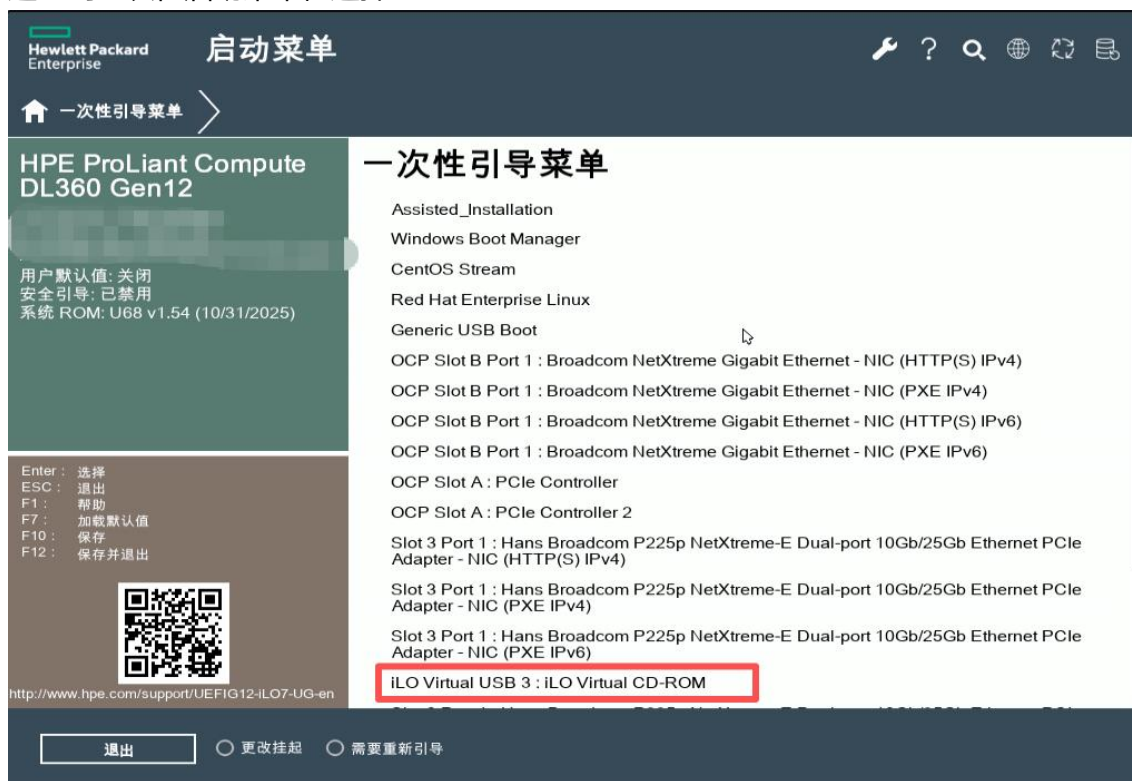 Hewlett Packard
Enterprise
启动菜单
一次性引导菜单
HPE ProLiant Compute
DL360 Gen12
用户默认值: 关闭
安全引导: 已禁用
系统 ROM: U68 v1.54 (10/31/2025)
Enter : 选择
ESC : 退出
F1 : 帮助
F7 : 加载默认值
F10 : 保存
F12 : 保存并退出
http://www.hpe.com/support/UEFIG12-iLO7-UG-en
一次性引导菜单
Assisted_Installation
Windows Boot Manager
CentOS Stream
Red Hat Enterprise Linux
Generic USB Boot
OCP Slot B Port 1 : Broadcom NetXtreme Gigabit Ethernet - NIC (HTTP(S) IPv4)
OCP Slot B Port 1 : Broadcom NetXtreme Gigabit Ethernet - NIC (PXE IPv4)
OCP Slot B Port 1 : Broadcom NetXtreme Gigabit Ethernet - NIC (HTTP(S) IPv6)
OCP Slot B Port 1 : Broadcom NetXtreme Gigabit Ethernet - NIC (PXE IPv6)
OCP Slot A : PCIe Controller
OCP Slot A : PCIe Controller 2
Slot 3 Port 1 : Hans Broadcom P225p NetXtreme-E Dual-port 10Gb/25Gb Ethernet PCIe
Adapter - NIC (HTTP(S) IPv4)
Slot 3 Port 1 : Hans Broadcom P225p NetXtreme-E Dual-port 10Gb/25Gb Ethernet PCIe
Adapter - NIC (PXE IPv4)
Slot 3 Port 1 : Hans Broadcom P225p NetXtreme-E Dual-port 10Gb/25Gb Ethernet PCIe
Adapter - NIC (PXE IPv6)
iLO Virtual USB 3 : iLO Virtual CD-ROM
退出
更改挂起
需要重新引导